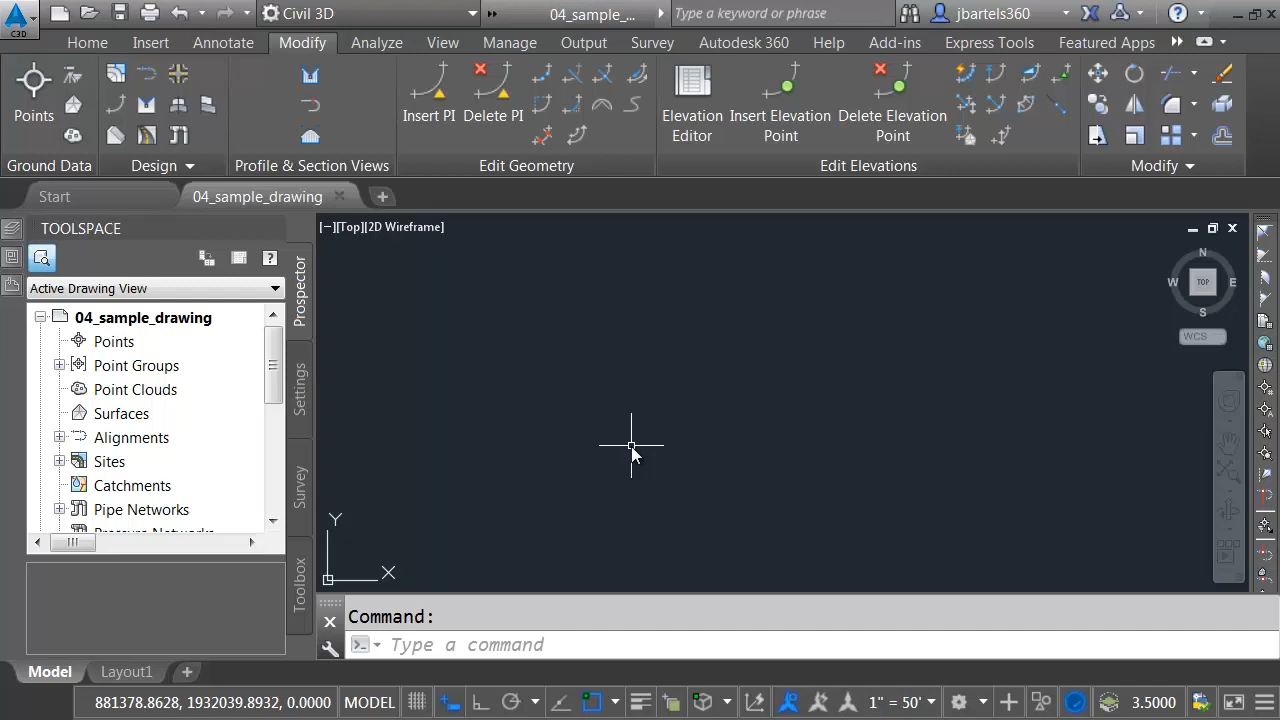 C3D
Civil 3D
04_sample_...
Type a keyword or phrase
jbartels360
Home Insert Annotate Modify Analyze View Manage Output Survey Autodesk 360 Help Add-ins Express Tools Featured Apps
Points
Ground Data
Design
Profile & Section Views
Insert PI Delete PI
Edit Geometry
Elevation Editor
Insert Elevation Point
Delete Elevation Point
Edit Elevations
Modify
Start 04_sample_drawing
TOOLSPACE
Active Drawing View
04_sample_drawing
Points
Point Groups
Point Clouds
Surfaces
Alignments
Sites
Catchments
Pipe Networks
Pressure Networks
Prospector
Settings
Survey
Toolbox
[−][Top][2D Wireframe]
N
W TOP E
S
WCS
Y
X
Command:
Type a command
Model Layout1
881378.8628, 1932039.8932, 0.0000 MODEL 1" = 50' 3.5000